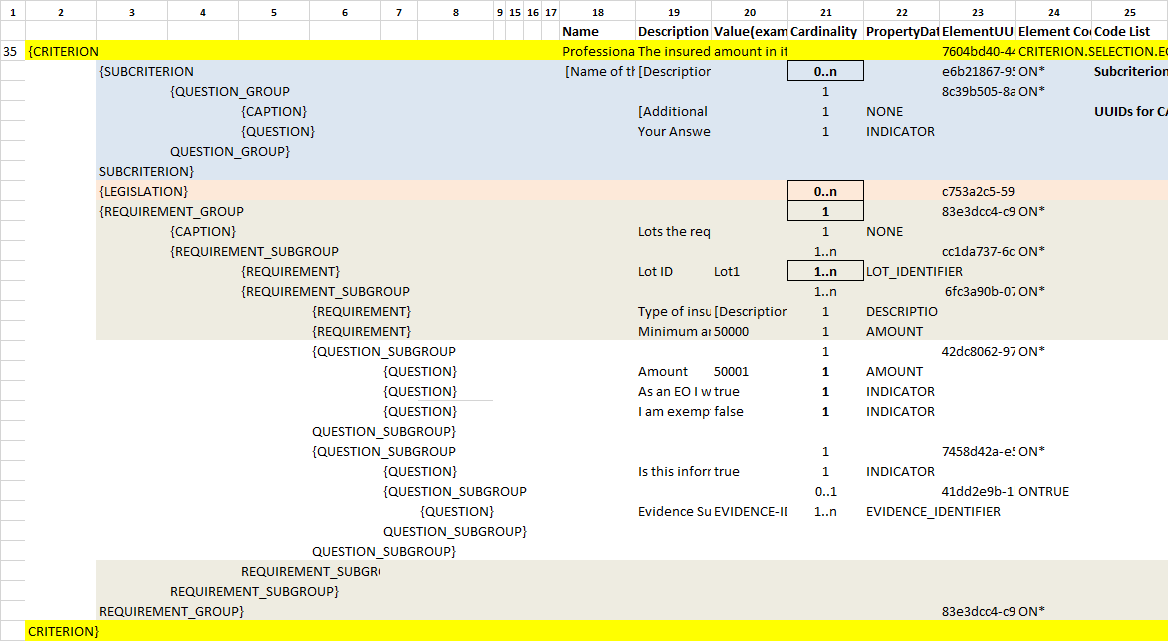 1 2 3 4 5 6 7 8 9 15 16 17 18 19 20 21 22 23 24 25
Name Description Value(exam Cardinality PropertyDat ElementUU Element Co Code List
35 {CRITERION Professiona The insured amount in it 7604bd40-4 CRITERION.SELECTION.EO
{SUBCRITERION [Name of th [Description 0..n e6b21867-95 ON* Subcriterion
{QUESTION_GROUP 1 8c39b505-8a ON*
{CAPTION} [Additional 1 NONE UUIDs for CA
{QUESTION} Your Answe 1 INDICATOR
QUESTION_GROUP}
SUBCRITERION}
{LEGISLATION} 0..n c753a2c5-59
{REQUIREMENT_GROUP 1 83e3dcc4-c9 ON*
{CAPTION} Lots the req 1 NONE
{REQUIREMENT_SUBGROUP 1..n cc1da737-6c ON*
{REQUIREMENT} Lot ID Lot1 1..n LOT_IDENTIFIER
{REQUIREMENT_SUBGROUP 1..n 6fc3a90b-07 ON*
{REQUIREMENT} Type of insu [Description 1 DESCRIPTIO
{REQUIREMENT} Minimum a 50000 1 AMOUNT
{QUESTION_SUBGROUP 1 42dc8062-97 ON*
{QUESTION} Amount 50001 1 AMOUNT
{QUESTION} As an EO I w true 1 INDICATOR
{QUESTION} I am exemp false 1 INDICATOR
QUESTION_SUBGROUP}
{QUESTION_SUBGROUP 1 7458d42a-e5 ON*
{QUESTION} Is this infor true 1 INDICATOR
{QUESTION_SUBGROUP 0..1 41dd2e9b-1 ONTRUE
{QUESTION} Evidence Su EVIDENCE-ID 1..n EVIDENCE_IDENTIFIER
QUESTION_SUBGROUP}
QUESTION_SUBGROUP}
REQUIREMENT_SUBGR
REQUIREMENT_SUBGROUP}
REQUIREMENT_GROUP} 83e3dcc4-c9 ON*
CRITERION}